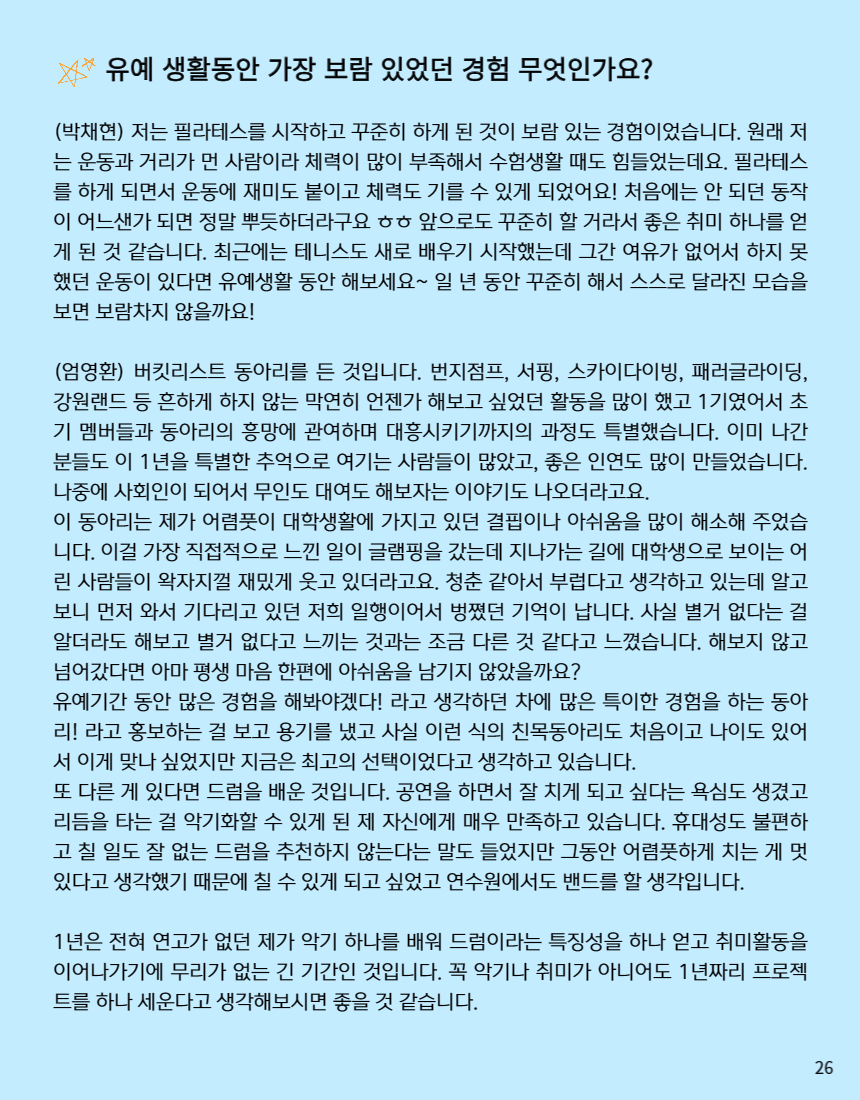 유예 생활동안 가장 보람 있었던 경험 무엇인가요?
(박채현) 저는 필라테스를 시작하고 꾸준히 하게 된 것이 보람 있는 경험이었습니다. 원래 저
는 운동과 거리가 먼 사람이라 체력이 많이 부족해서 수험생활 때도 힘들었는데요. 필라테스
를 하게 되면서 운동에 재미도 붙이고 체력도 기를 수 있게 되었어요! 처음에는 안 되던 동작
이 어느샌가 되면 정말 뿌듯하더라구요 ㅎㅎ 앞으로도 꾸준히 할 거라서 좋은 취미 하나를 얻
게 된 것 같습니다. 최근에는 테니스도 새로 배우기 시작했는데 그간 여유가 없어서 하지 못
했던 운동이 있다면 유예생활 동안 해보세요~ 일 년 동안 꾸준히 해서 스스로 달라진 모습을
보면 보람차지 않을까요!
(엄영환) 버킷리스트 동아리를 든 것입니다. 번지점프, 서핑, 스카이다이빙, 패러글라이딩,
강원랜드 등 흔하게 하지 않는 막연히 언젠가 해보고 싶었던 활동을 많이 했고 1기였어서 초
기 멤버들과 동아리의 흥망에 관여하며 대흥시키기까지의 과정도 특별했습니다. 이미 나간
분들도 이 1년을 특별한 추억으로 여기는 사람들이 많았고, 좋은 인연도 많이 만들었습니다.
나중에 사회인이 되어서 무인도 대여도 해보자는 이야기도 나오더라고요.
이 동아리는 제가 어렴풋이 대학생활에 가지고 있던 결핍이나 아쉬움을 많이 해소해 주었습
니다. 이걸 가장 직접적으로 느낀 일이 글램핑을 갔는데 지나가는 길에 대학생으로 보이는 어
린 사람들이 왁자지껄 재밌게 웃고 있더라고요. 청춘 같아서 부럽다고 생각하고 있는데 알고
보니 먼저 와서 기다리고 있던 저희 일행이어서 벙쪘던 기억이 납니다. 사실 별거 없다는 걸
알더라도 해보고 별거 없다고 느끼는 것과는 조금 다른 것 같다고 느꼈습니다. 해보지 않고
넘어갔다면 아마 평생 마음 한편에 아쉬움을 남기지 않았을까요?
유예기간 동안 많은 경험을 해봐야겠다! 라고 생각하던 차에 많은 특이한 경험을 하는 동아
리! 라고 홍보하는 걸 보고 용기를 냈고 사실 이런 식의 친목동아리도 처음이고 나이도 있어
서 이게 맞나 싶었지만 지금은 최고의 선택이었다고 생각하고 있습니다.
또 다른 게 있다면 드럼을 배운 것입니다. 공연을 하면서 잘 치게 되고 싶다는 욕심도 생겼고
리듬을 타는 걸 악기화할 수 있게 된 제 자신에게 매우 만족하고 있습니다. 휴대성도 불편하
고 칠 일도 잘 없는 드럼을 추천하지 않는다는 말도 들었지만 그동안 어렴풋하게 치는 게 멋
있다고 생각했기 때문에 칠 수 있게 되고 싶었고 연수원에서도 밴드를 할 생각입니다.
1년은 전혀 연고가 없던 제가 악기 하나를 배워 드럼이라는 특징성을 하나 얻고 취미활동을
이어나가기에 무리가 없는 긴 기간인 것입니다. 꼭 악기나 취미가 아니어도 1년짜리 프로젝
트를 하나 세운다고 생각해보시면 좋을 것 같습니다.
26